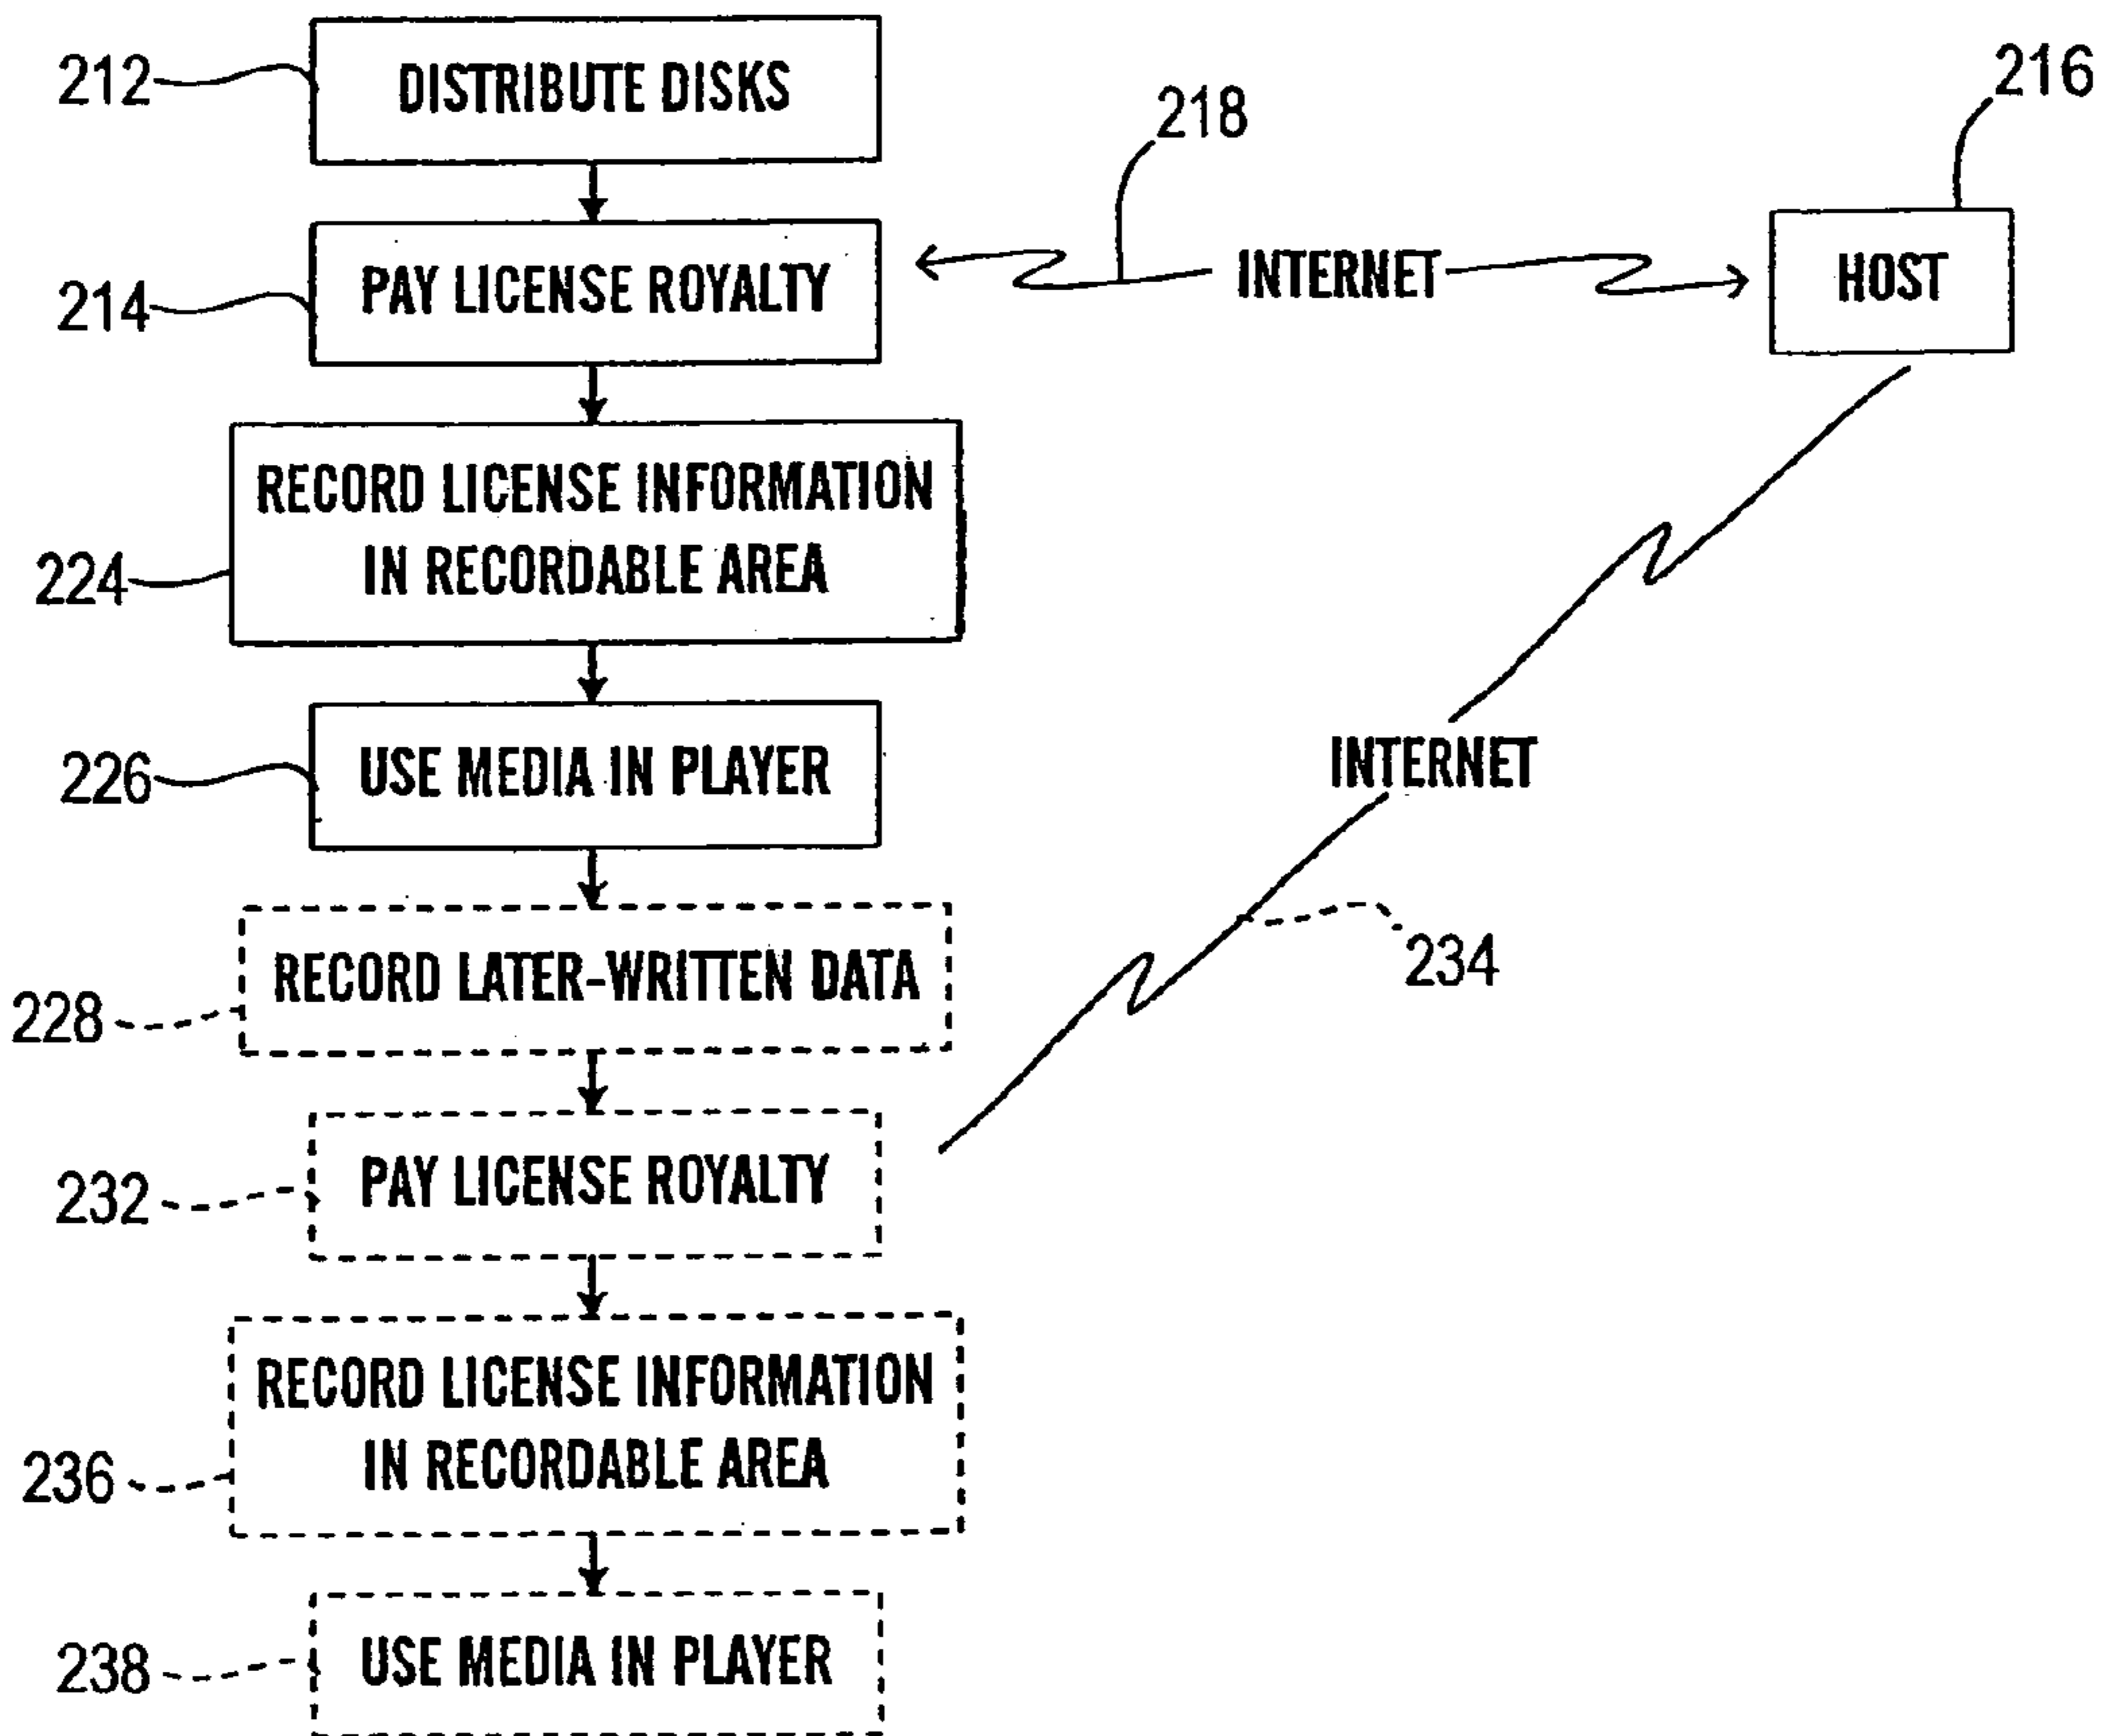 212
DISTRIBUTE DISKS
218
216
214
PAY LICENSE ROYALTY
INTERNET
HOST
224
RECORD LICENSE INFORMATION
IN RECORDABLE AREA
226
USE MEDIA IN PLAYER
INTERNET
228
RECORD LATER-WRITTEN DATA
234
232
PAY LICENSE ROYALTY
236
RECORD LICENSE INFORMATION
IN RECORDABLE AREA
238
USE MEDIA IN PLAYER